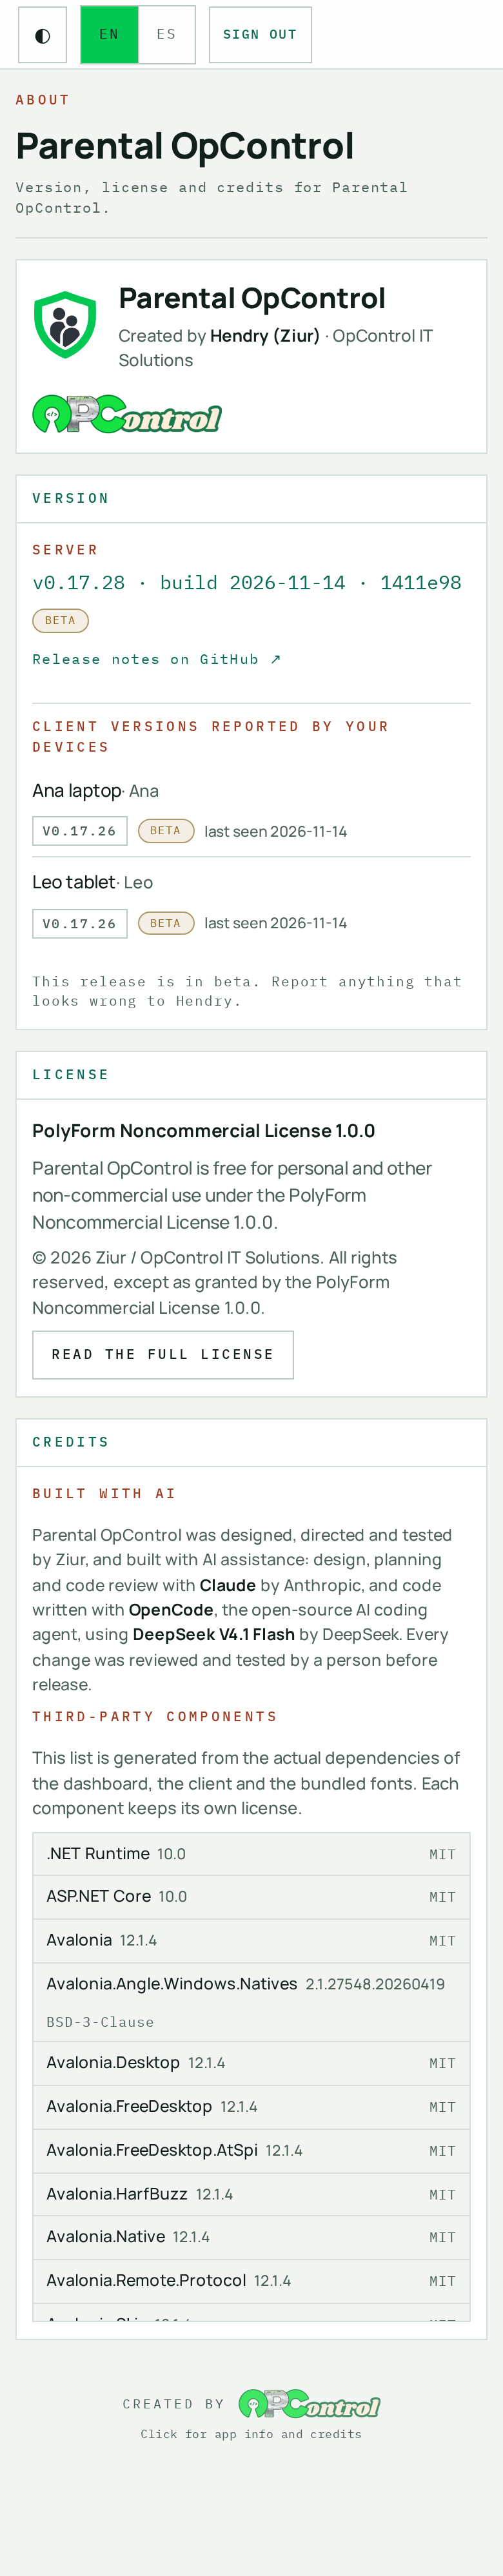 EN ES SIGN OUT
ABOUT
Parental OpControl
Version, license and credits for Parental
OpControl.
Parental OpControl
Created by Hendry (Ziur) · OpControl IT
Solutions
OPControl
VERSION
SERVER
v0.17.28 · build 2026-11-14 · 1411e98
BETA
Release notes on GitHub ↗
CLIENT VERSIONS REPORTED BY YOUR
DEVICES
Ana laptop· Ana
V0.17.26 BETA last seen 2026-11-14
Leo tablet· Leo
V0.17.26 BETA last seen 2026-11-14
This release is in beta. Report anything that
looks wrong to Hendry.
LICENSE
PolyForm Noncommercial License 1.0.0
Parental OpControl is free for personal and other
non-commercial use under the PolyForm
Noncommercial License 1.0.0.
© 2026 Ziur / OpControl IT Solutions. All rights
reserved, except as granted by the PolyForm
Noncommercial License 1.0.0.
READ THE FULL LICENSE
CREDITS
BUILT WITH AI
Parental OpControl was designed, directed and tested
by Ziur, and built with AI assistance: design, planning
and code review with Claude by Anthropic, and code
written with OpenCode, the open-source AI coding
agent, using DeepSeek V4.1 Flash by DeepSeek. Every
change was reviewed and tested by a person before
release.
THIRD-PARTY COMPONENTS
This list is generated from the actual dependencies of
the dashboard, the client and the bundled fonts. Each
component keeps its own license.
.NET Runtime 10.0 MIT
ASP.NET Core 10.0 MIT
Avalonia 12.1.4 MIT
Avalonia.Angle.Windows.Natives 2.1.27548.20260419
BSD-3-Clause
Avalonia.Desktop 12.1.4 MIT
Avalonia.FreeDesktop 12.1.4 MIT
Avalonia.FreeDesktop.AtSpi 12.1.4 MIT
Avalonia.HarfBuzz 12.1.4 MIT
Avalonia.Native 12.1.4 MIT
Avalonia.Remote.Protocol 12.1.4 MIT
CREATED BY OPControl
Click for app info and credits